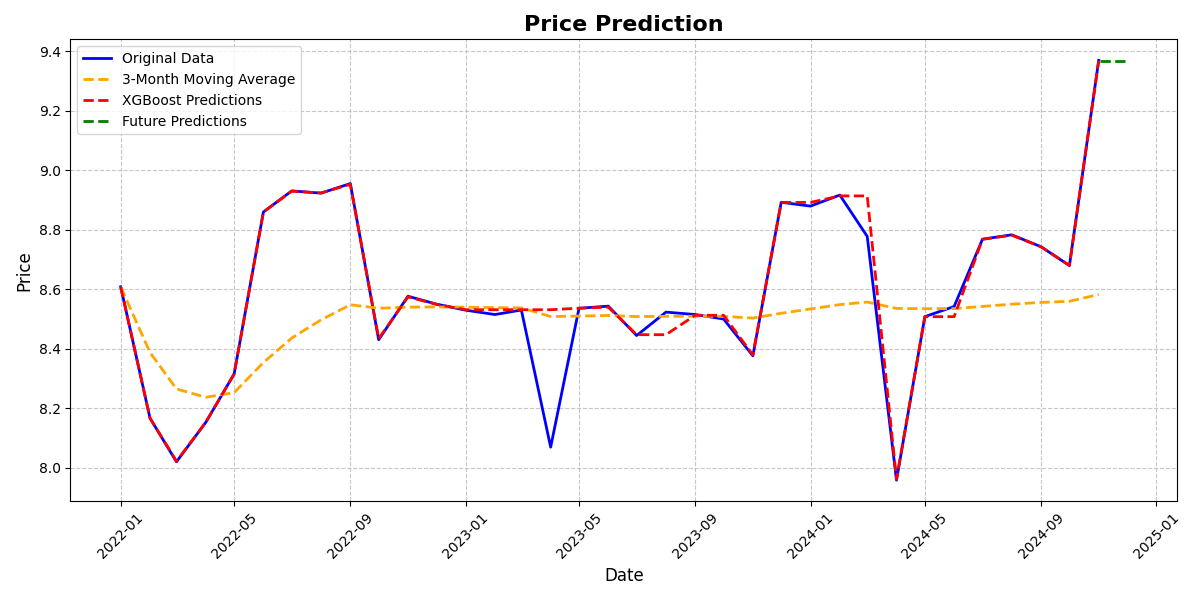 Price Prediction
Original Data
3-Month Moving Average
XGBoost Predictions
Future Predictions
Price
9.4
9.2
9.0
8.8
8.6
8.4
8.2
8.0
2022-01
2022-05
2022-09
2023-01
2023-05
2023-09
2024-01
2024-05
2024-09
2025-01
Date